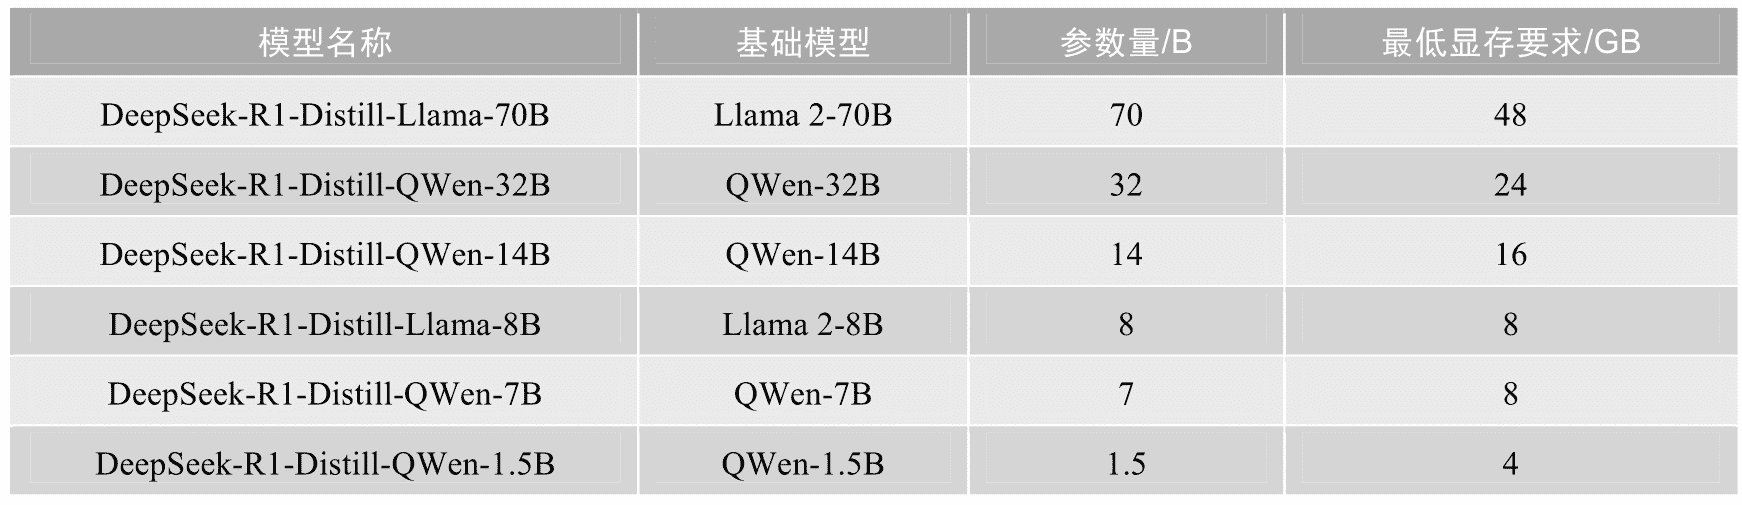 模型名称 基础模型 参数量/B 最低显存要求/GB
DeepSeek-R1-Distill-Llama-70B Llama 2-70B 70 48
DeepSeek-R1-Distill-QWen-32B QWen-32B 32 24
DeepSeek-R1-Distill-QWen-14B QWen-14B 14 16
DeepSeek-R1-Distill-Llama-8B Llama 2-8B 8 8
DeepSeek-R1-Distill-QWen-7B QWen-7B 7 8
DeepSeek-R1-Distill-QWen-1.5B QWen-1.5B 1.5 4